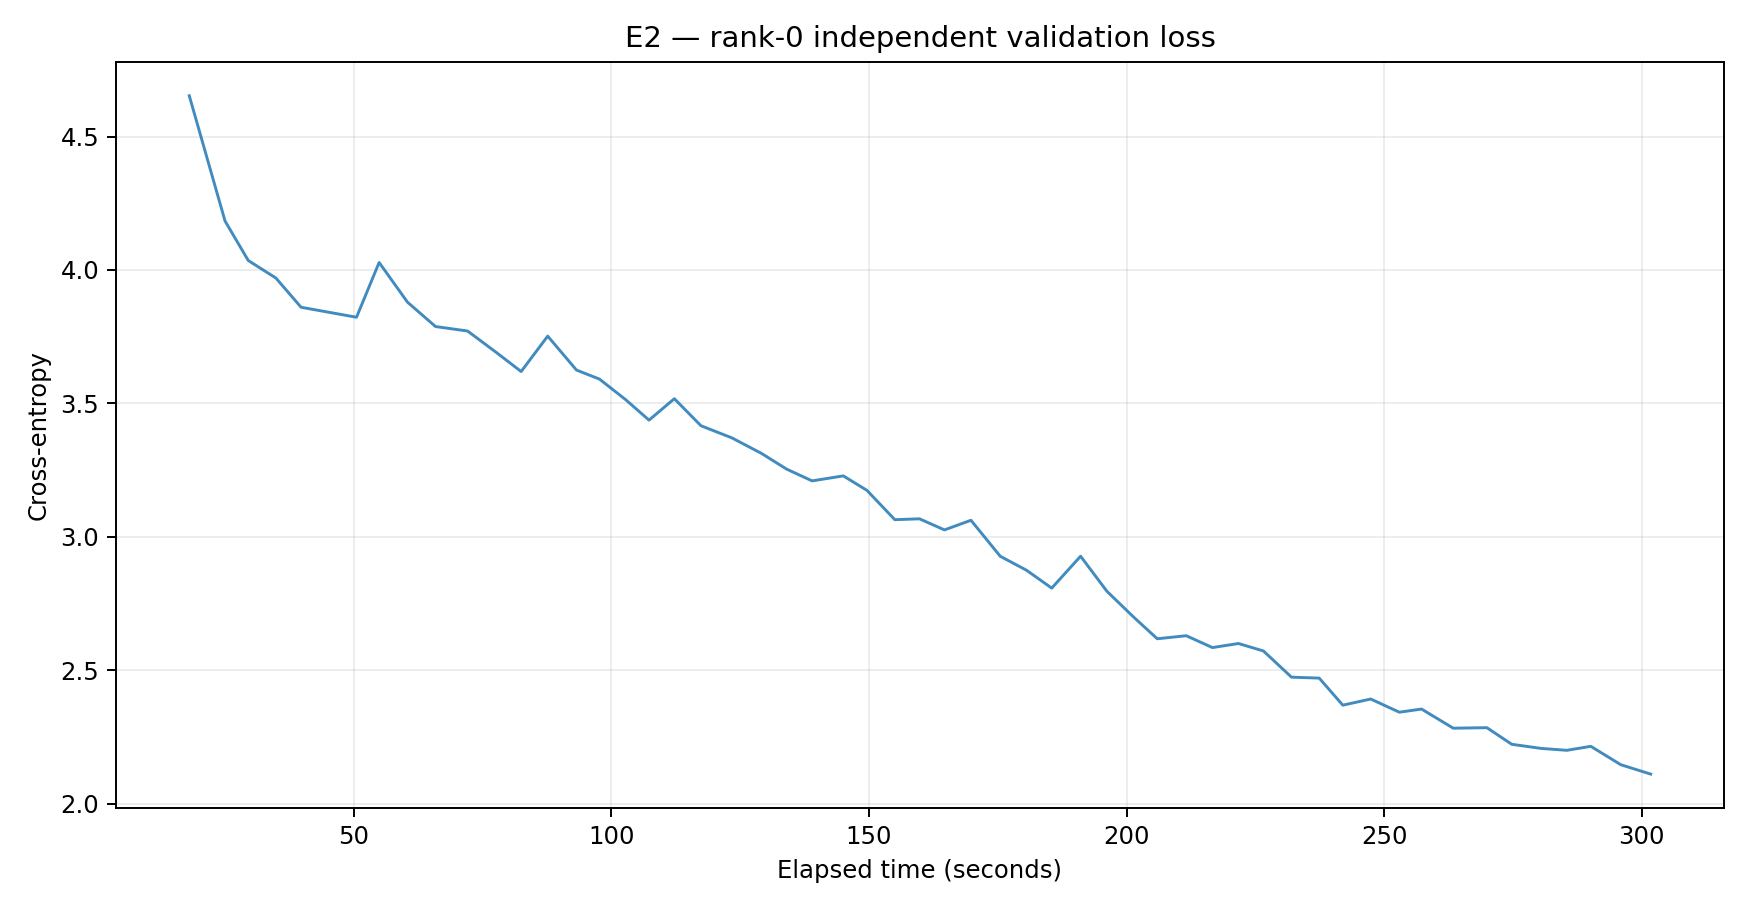 E2 — rank-0 independent validation loss
Cross-entropy
4.5
4.0
3.5
3.0
2.5
2.0
50 100 150 200 250 300
Elapsed time (seconds)